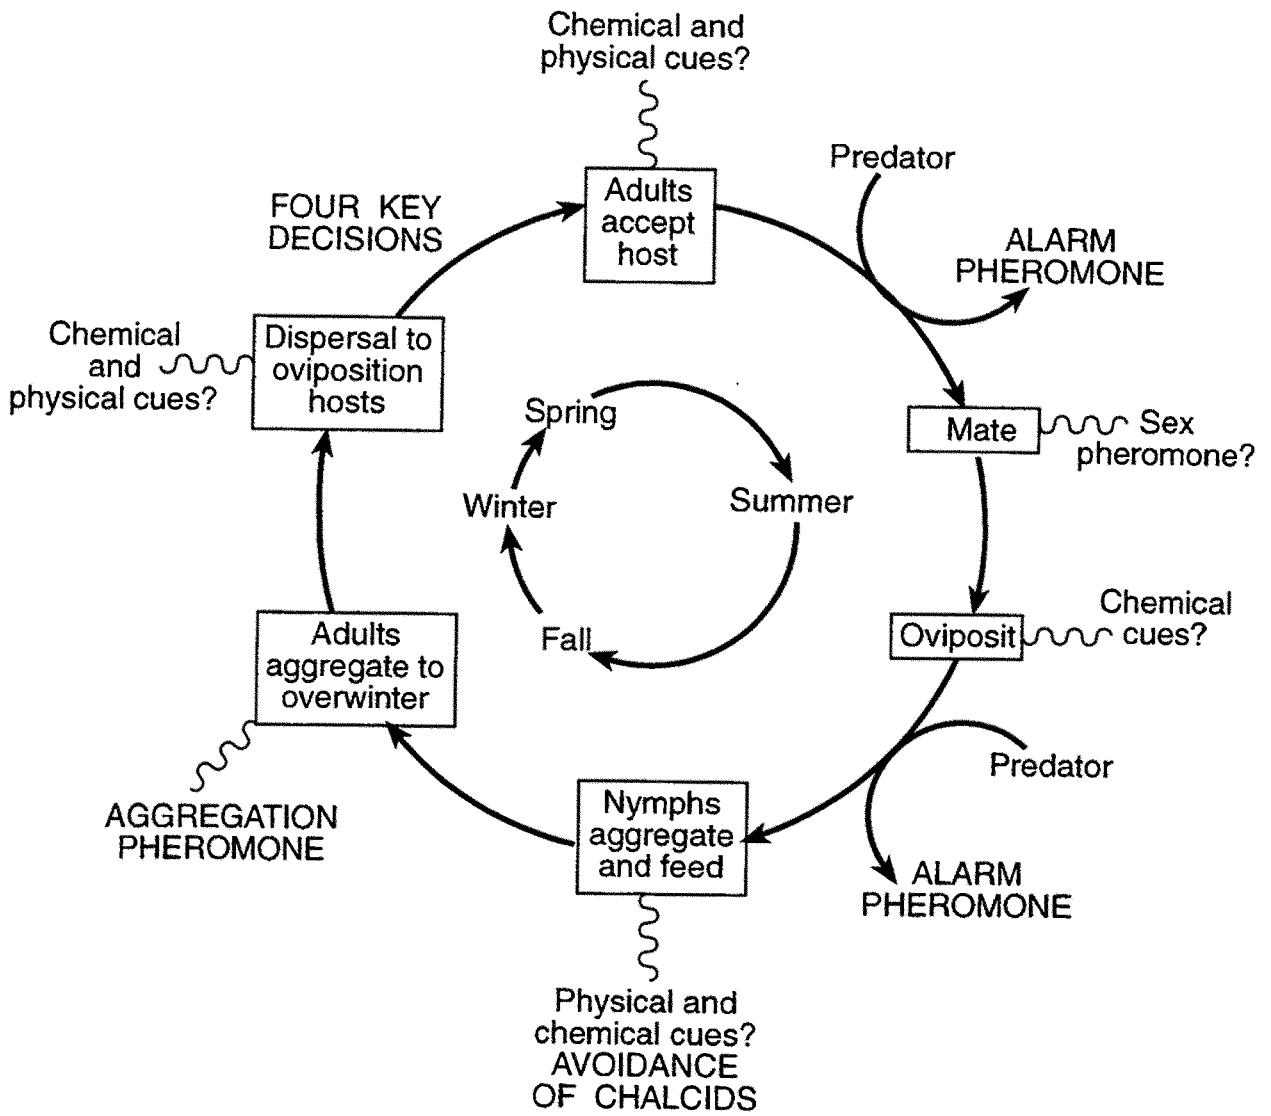 Chemical and
physical cues?
Predator
Adults
accept
host
FOUR KEY
DECISIONS
ALARM
PHEROMONE
Chemical
and
physical cues?
Dispersal to
oviposition
hosts
Spring
Mate
Sex
pheromone?
Winter
Summer
Chemical
cues?
Oviposit
Fall
Adults
aggregate to
overwinter
Predator
AGGREGATION
PHEROMONE
Nymphs
aggregate
and feed
ALARM
PHEROMONE
Physical and
chemical cues?
AVOIDANCE
OF CHALCIDS